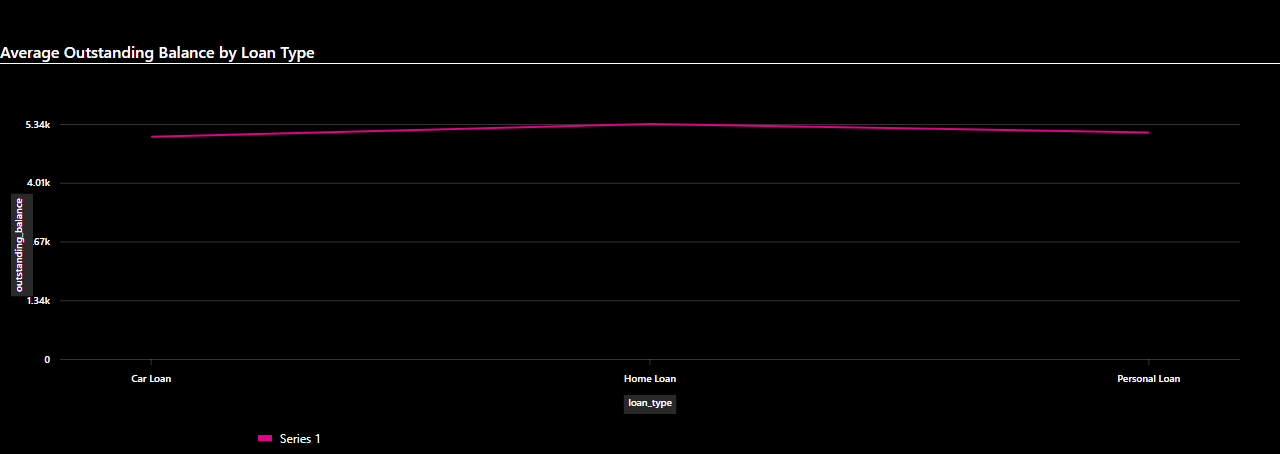 Average Outstanding Balance by Loan Type
5.34k
4.01k
outstanding_balance
.67k
1.34k
0
Car Loan
Home Loan
Personal Loan
loan_type
Series 1